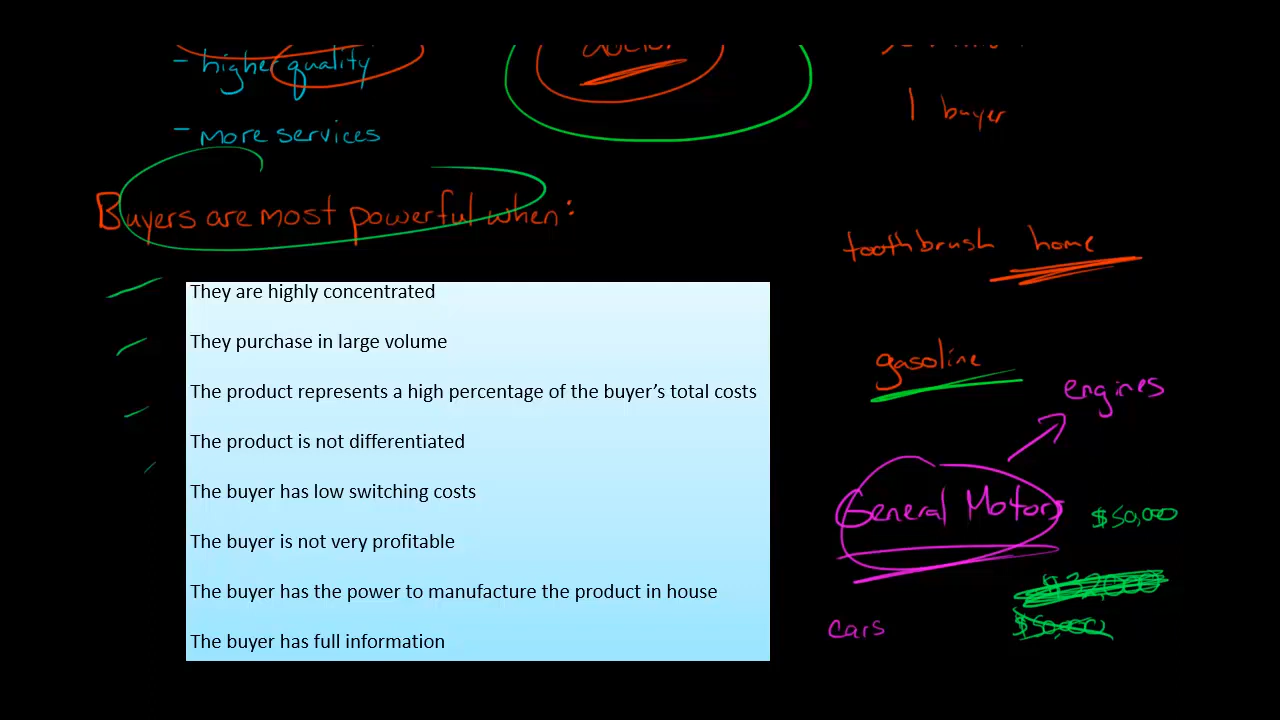 - higher quality
- more services
1 buyer
Buyers are most powerful when:
toothbrush home
They are highly concentrated
They purchase in large volume
gasoline
The product represents a high percentage of the buyer's total costs
engines
The product is not differentiated
The buyer has low switching costs
General Motors
$50,000
The buyer is not very profitable
The buyer has the power to manufacture the product in house
cars
$50,000
The buyer has full information